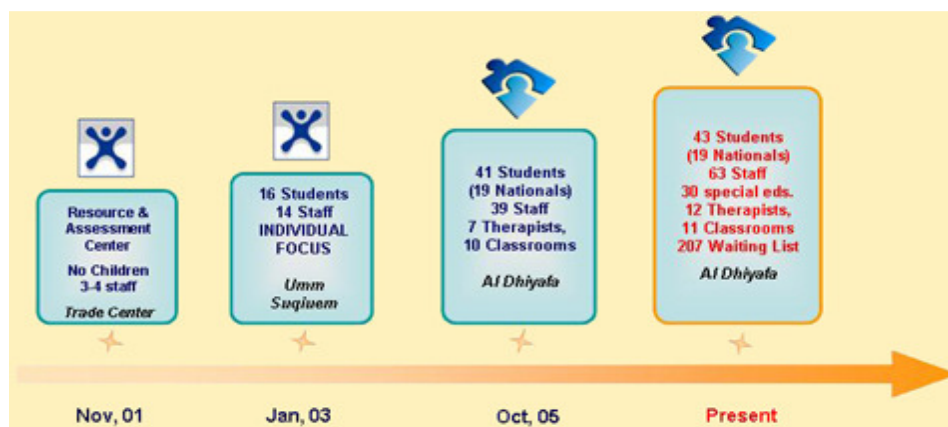 Resource &
Assessment
Center
No Children
3-4 staff
Trade Center
16 Students
14 Staff
INDIVIDUAL
FOCUS
Umm
Suqiuem
41 Students
(19 Nationals)
39 Staff
7 Therapists,
10 Classrooms
Al Dhiyafa
43 Students
(19 Nationals)
63 Staff
30 special eds.
12 Therapists,
11 Classrooms
207 Waiting List
Al Dhiyafa
Nov, 01
Jan, 03
Oct, 05
Present